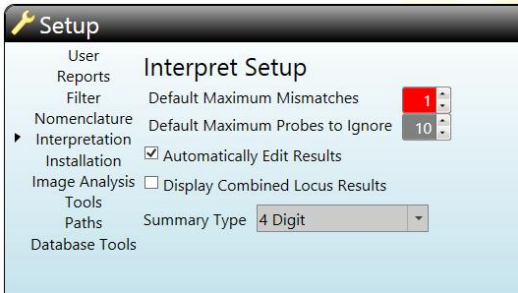 Setup
User
Reports
Filter
Nomenclature
Interpretation
Installation
Image Analysis
Tools
Paths
Database Tools
Interpret Setup
Default Maximum Mismatches 1
Default Maximum Probes to Ignore 10
Automatically Edit Results
Display Combined Locus Results
Summary Type 4 Digit